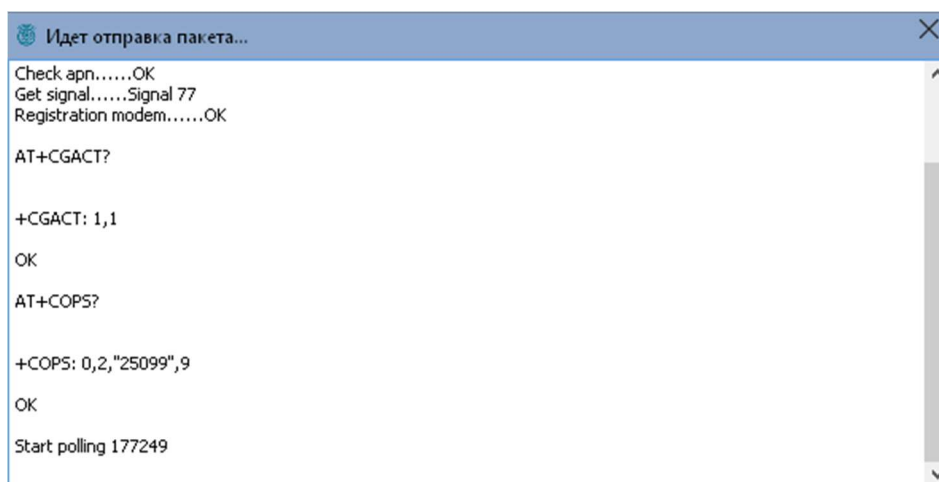 Идет отправка пакета...
Check apn......OK
Get signal......Signal 77
Registration modem......OK
AT+CGACT?
+CGACT: 1,1
OK
AT+COPS?
+COPS: 0,2,"25099",9
OK
Start polling 177249